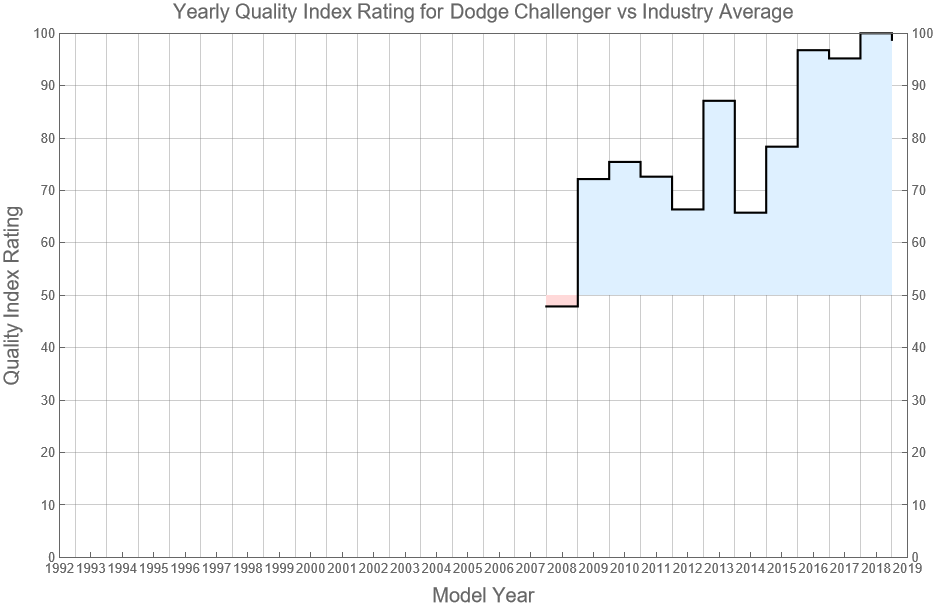 Yearly Quality Index Rating for Dodge Challenger vs Industry Average
100 100
90 90
80 80
70 70
60 60
50 50
40 40
30 30
20 20
10 10
0 0
Quality Index Rating
1992 1993 1994 1995 1996 1997 1998 1999 2000 2001 2002 2003 2004 2005 2006 2007 2008 2009 2010 2011 2012 2013 2014 2015 2016 2017 2018 2019
Model Year